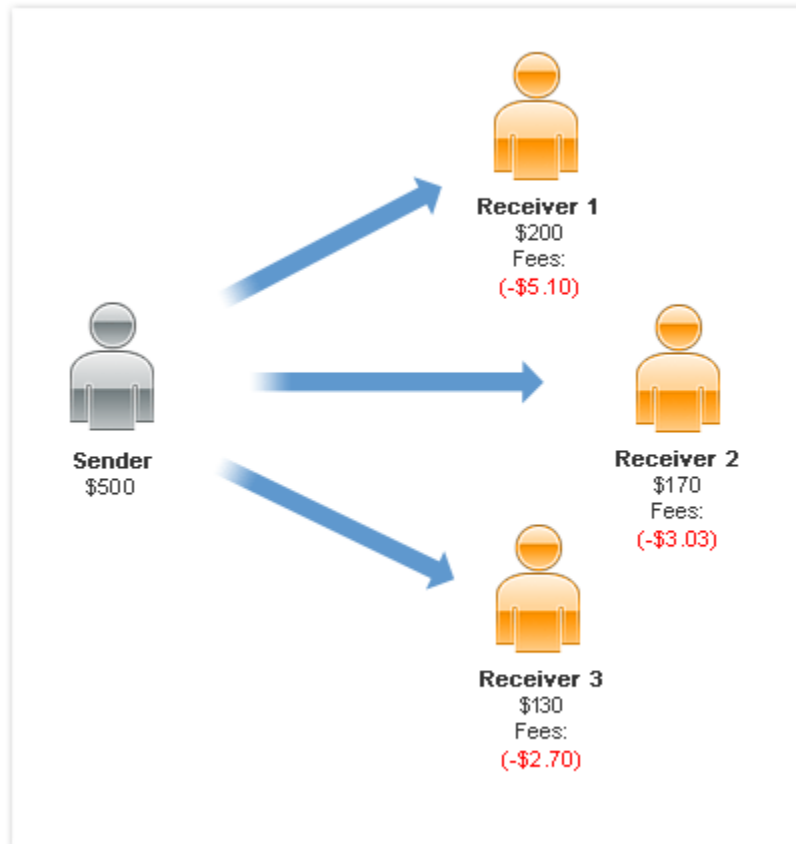 Receiver 1
$200
Fees:
(-$5.10)
Sender
$500
Receiver 2
$170
Fees:
(-$3.03)
Receiver 3
$130
Fees:
(-$2.70)